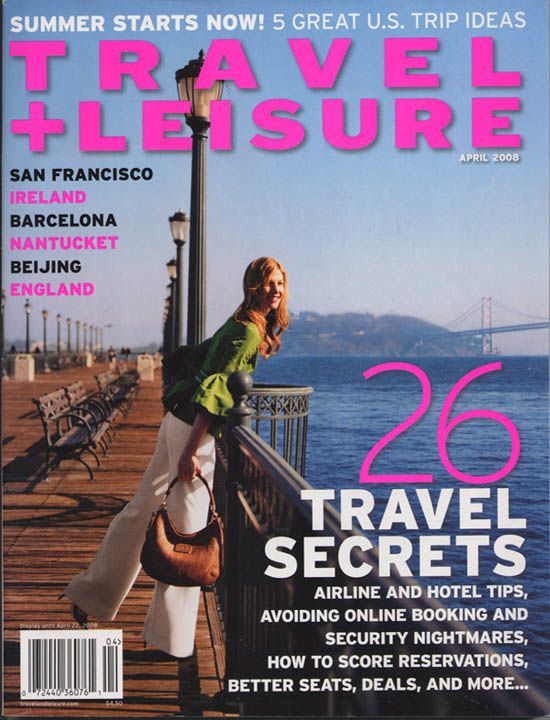 SUMMER STARTS NOW! 5 GREAT U.S. TRIP IDEAS
TRAVEL
+LEISURE
APRIL 2008
SAN FRANCISCO
IRELAND
BARCELONA
NANTUCKET
BEIJING
ENGLAND
26
TRAVEL
SECRETS
AIRLINE AND HOTEL TIPS,
AVOIDING ONLINE BOOKING AND
SECURITY NIGHTMARES,
HOW TO SCORE RESERVATIONS,
BETTER SEATS, DEALS, AND MORE...
Display until April 22, 2008
04
0 72440 36076 1
travelandleisure.com $4.50